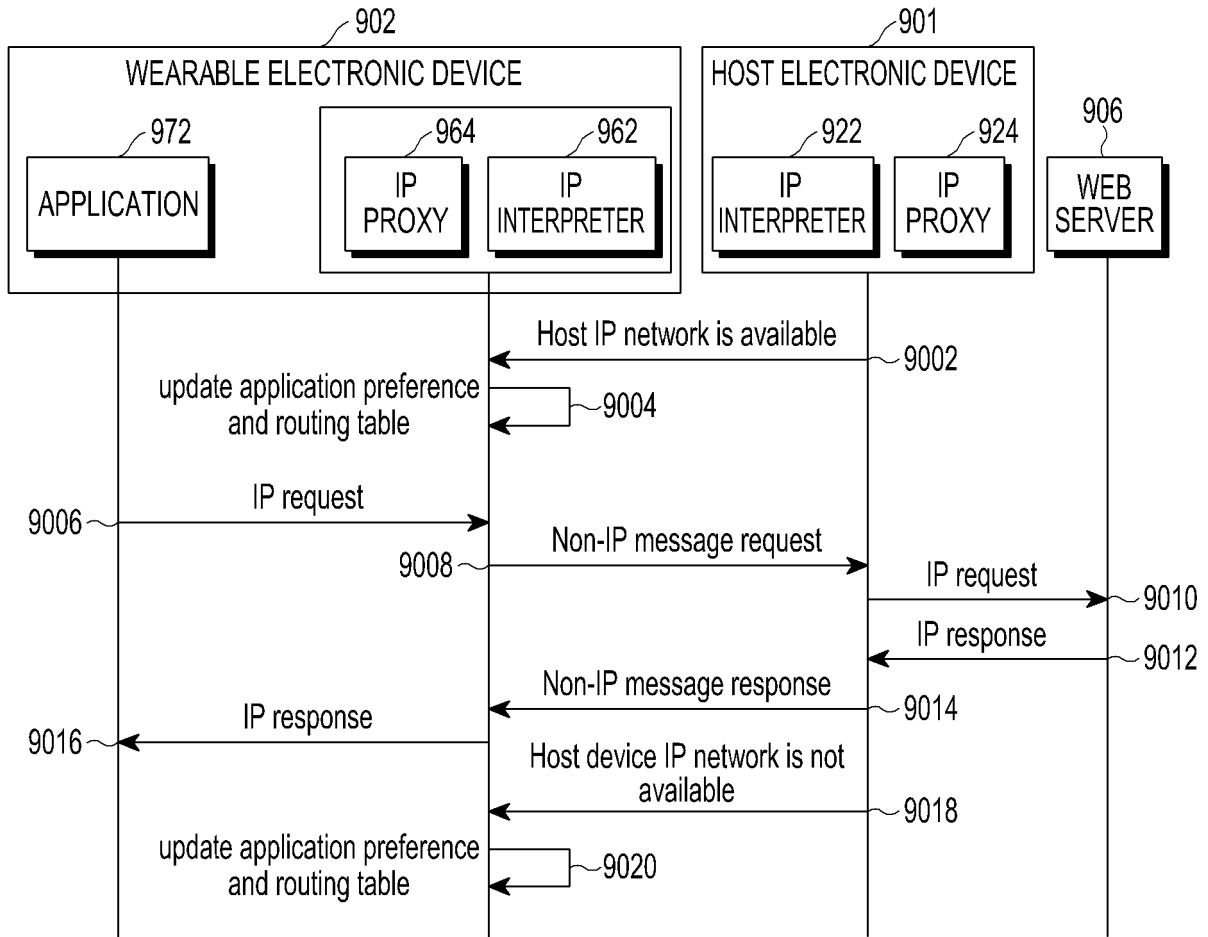 902
901
WEARABLE ELECTRONIC DEVICE
HOST ELECTRONIC DEVICE
972
964
962
922
924
906
APPLICATION
IP
PROXY
IP
INTERPRETER
IP
INTERPRETER
IP
PROXY
WEB
SERVER
Host IP network is available
9002
update application preference
and routing table
9004
IP request
9006
Non-IP message request
9008
IP request
9010
IP response
9012
Non-IP message response
9014
IP response
9016
Host device IP network is not
available
9018
update application preference
and routing table
9020